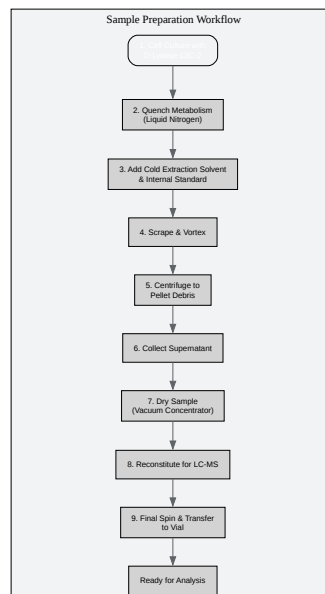 Sample Preparation Workflow
2. Quench Metabolism
(Liquid Nitrogen)
3. Add Cold Extraction Solvent
& Internal Standard
4. Scrape & Vortex
5. Centrifuge to
Pellet Debris
6. Collect Supernatant
7. Dry Sample
(Vacuum Concentrator)
8. Reconstitute for LC-MS
9. Final Spin & Transfer
to Vial
Ready for Analysis